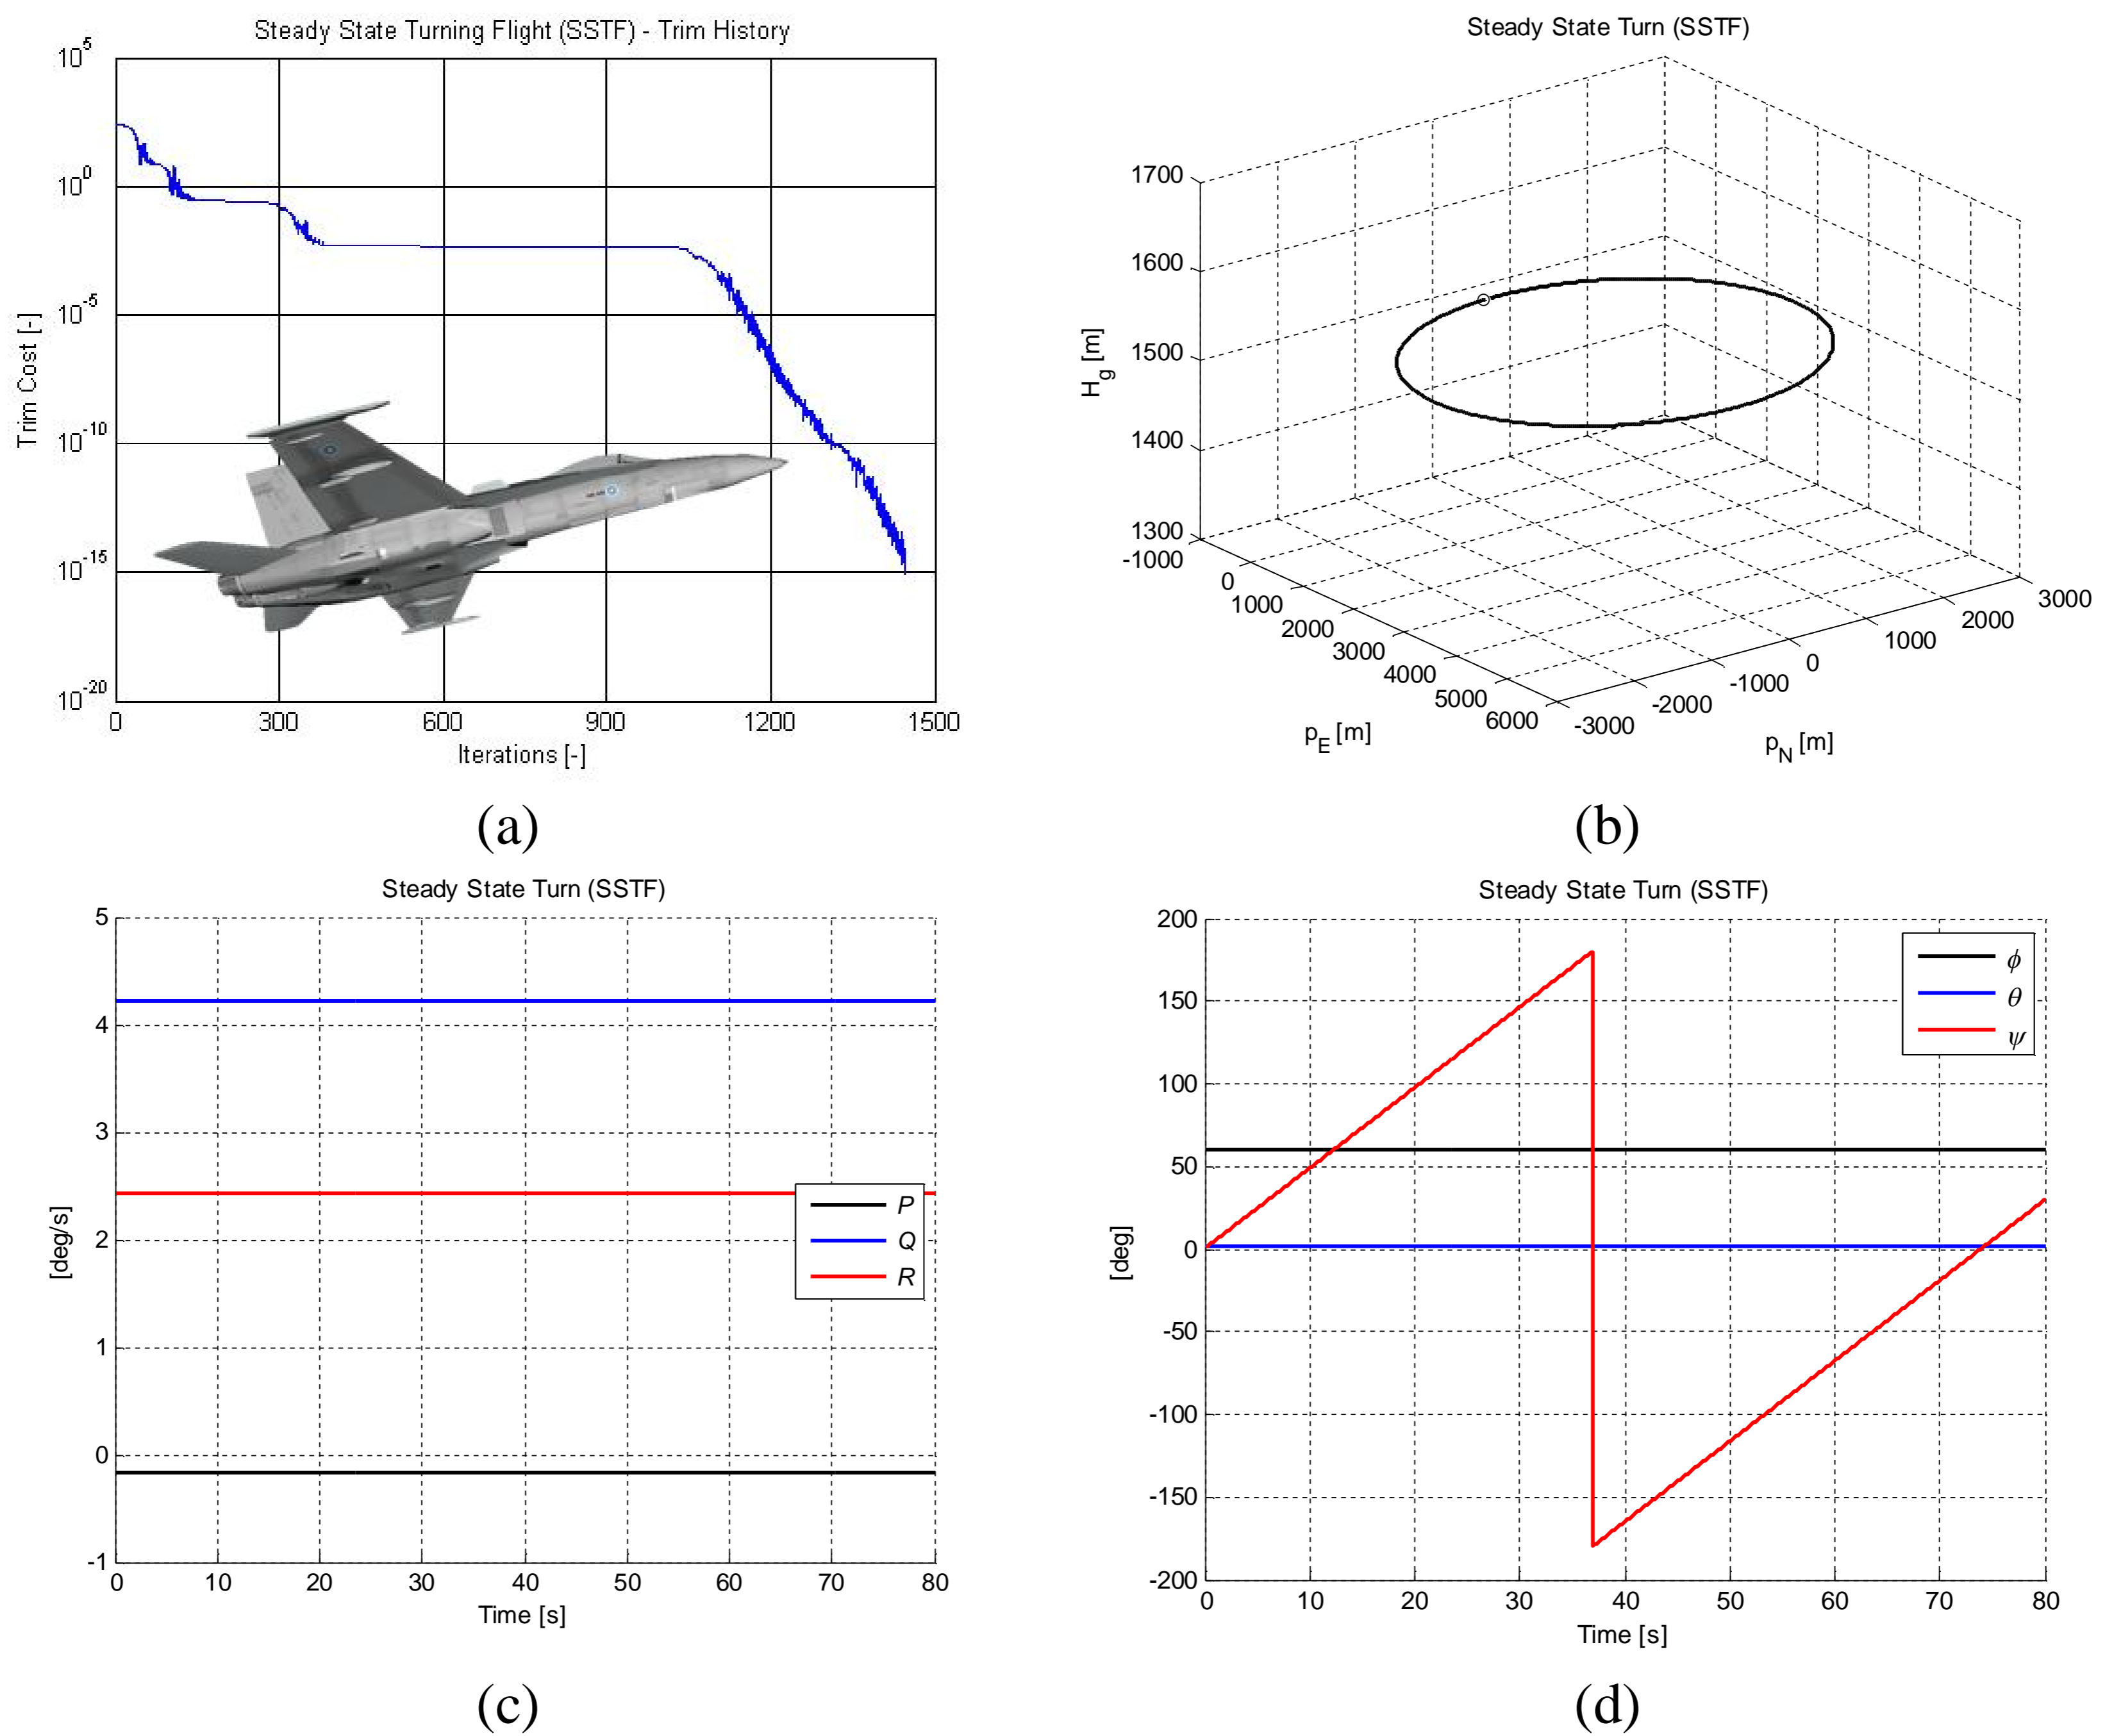 Steady State Turning Flight (SSTF) - Trim History
10^5
10^0
10^-5
10^-10
10^-15
10^-20
Trim Cost [-]
0 300 600 900 1200 1500
Iterations [-]
(a)
Steady State Turn (SSTF)
1700
1600
1500
1400
1300
H_g [m]
-1000
0
1000
2000
3000
4000
5000
6000
p_E [m]
-3000
-2000
-1000
0
1000
2000
3000
p_N [m]
(b)
Steady State Turn (SSTF)
5
4
3
2
1
0
-1
[deg/s]
P
Q
R
0 10 20 30 40 50 60 70 80
Time [s]
(c)
Steady State Turn (SSTF)
200
150
100
50
0
-50
-100
-150
-200
[deg]
ϕ
θ
ψ
0 10 20 30 40 50 60 70 80
Time [s]
(d)